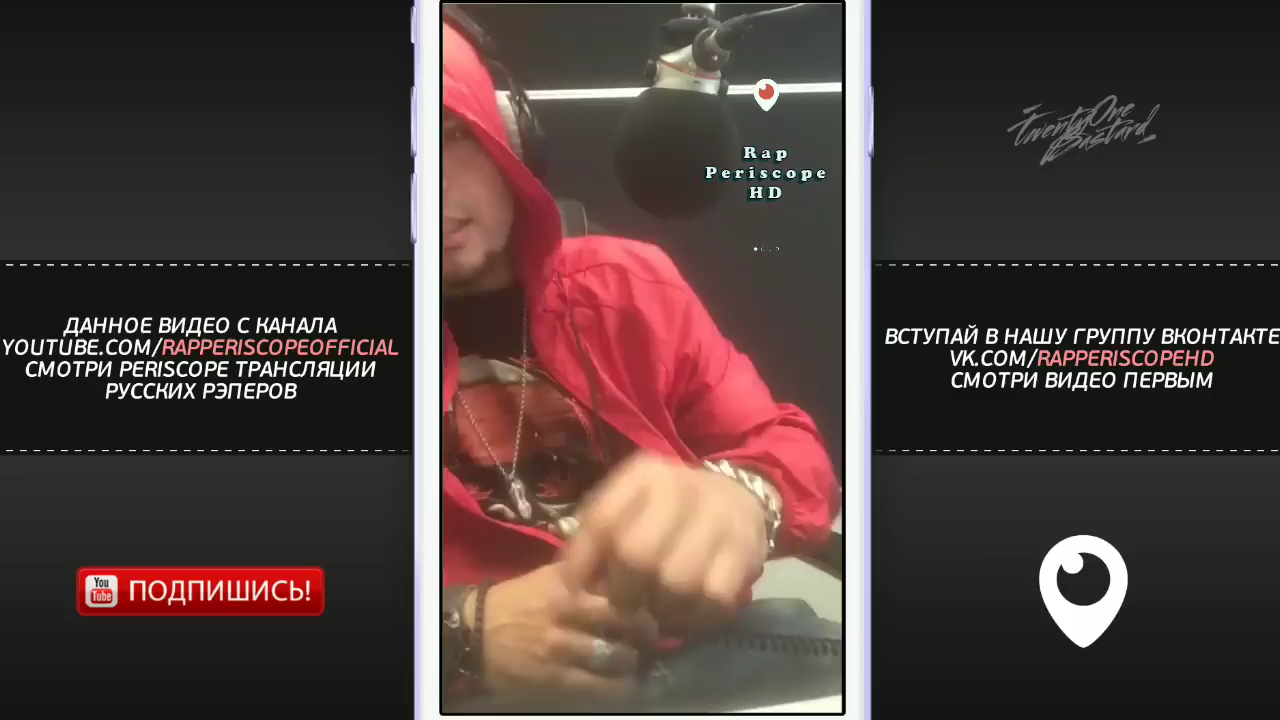 ДАННОЕ ВИДЕО С КАНАЛА
YOUTUBE.COM/RAPPERISCOPEOFFICIAL
СМОТРИ PERISCOPE ТРАНСЛЯЦИИ
РУССКИХ РЭПЕРОВ
You
Tube
ПОДПИШИСЬ!
Rap
Periscope
HD
TwentyOne
Bastard
ВСТУПАЙ В НАШУ ГРУППУ ВКОНТАКТЕ
VK.COM/RAPPERISCOPEHD
СМОТРИ ВИДЕО ПЕРВЫМ